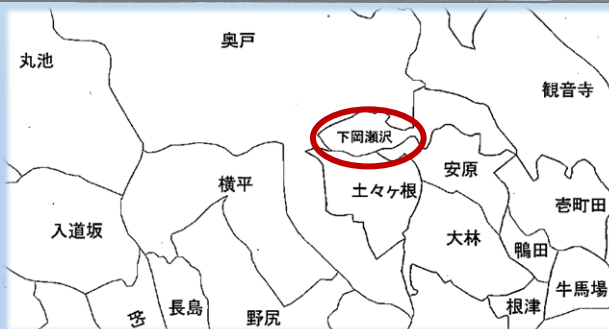 奥戸
丸池
観音寺
下岡瀬沢
安原
横平
土々ヶ根
壱町田
入道坂
大林
鴨田
牛馬場
長島
野尻
根津